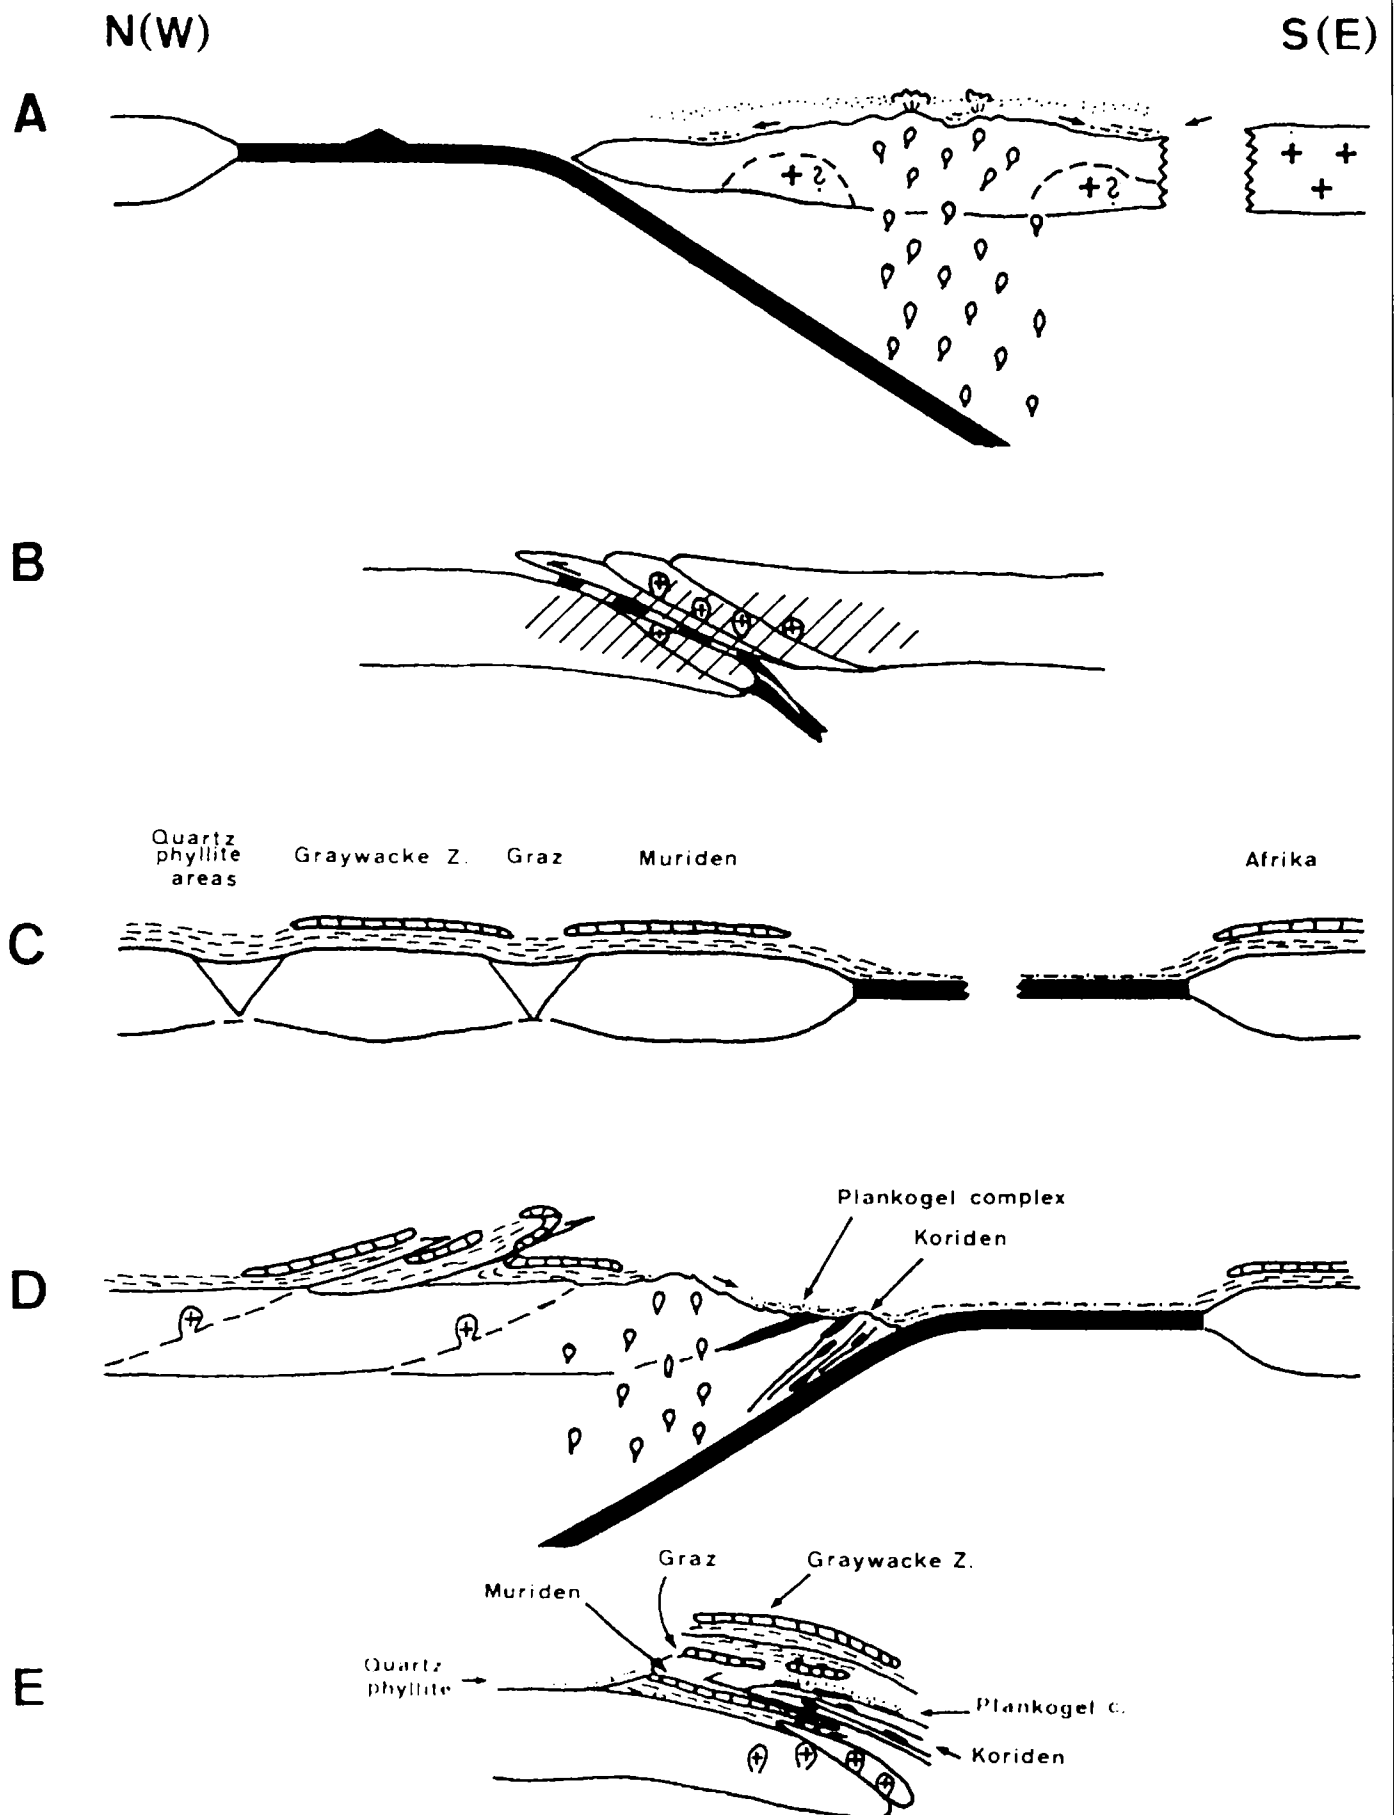 N(W)
S(E)
A
+ ?
+ ?
+ +
+
B
C
Quartz
phyllite
areas
Graywacke Z.
Graz
Muriden
Afrika
D
Plankogel complex
Koriden
E
Graz
Graywacke Z.
Muriden
Quartz
phyllite
Plankogel c.
Koriden